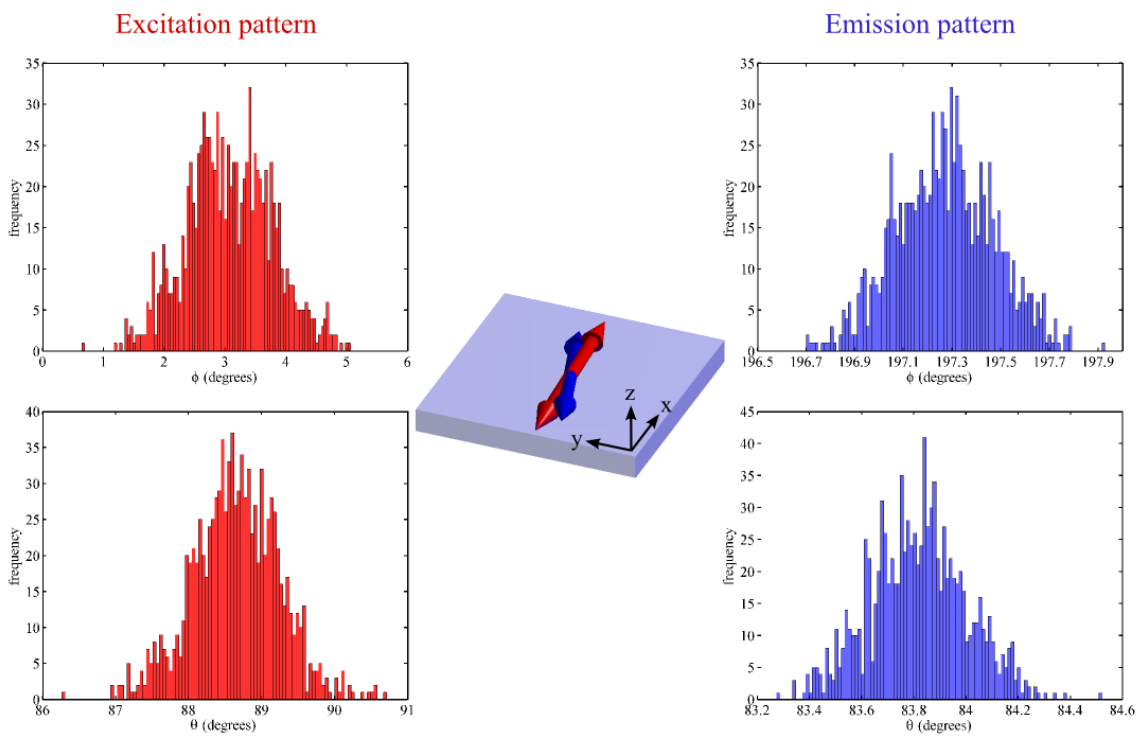 Excitation pattern
Emission pattern
35
30
25
20
15
10
5
0
frequency
0 1 2 3 4 5 6
ϕ (degrees)
35
30
25
20
15
10
5
0
frequency
196.5 196.7 196.9 197.1 197.3 197.5 197.7 197.9
ϕ (degrees)
z
x
y
40
35
30
25
20
15
10
5
0
frequency
86 87 88 89 90 91
θ (degrees)
45
40
35
30
25
20
15
10
5
0
frequency
83.2 83.4 83.6 83.8 84 84.2 84.4 84.6
θ (degrees)